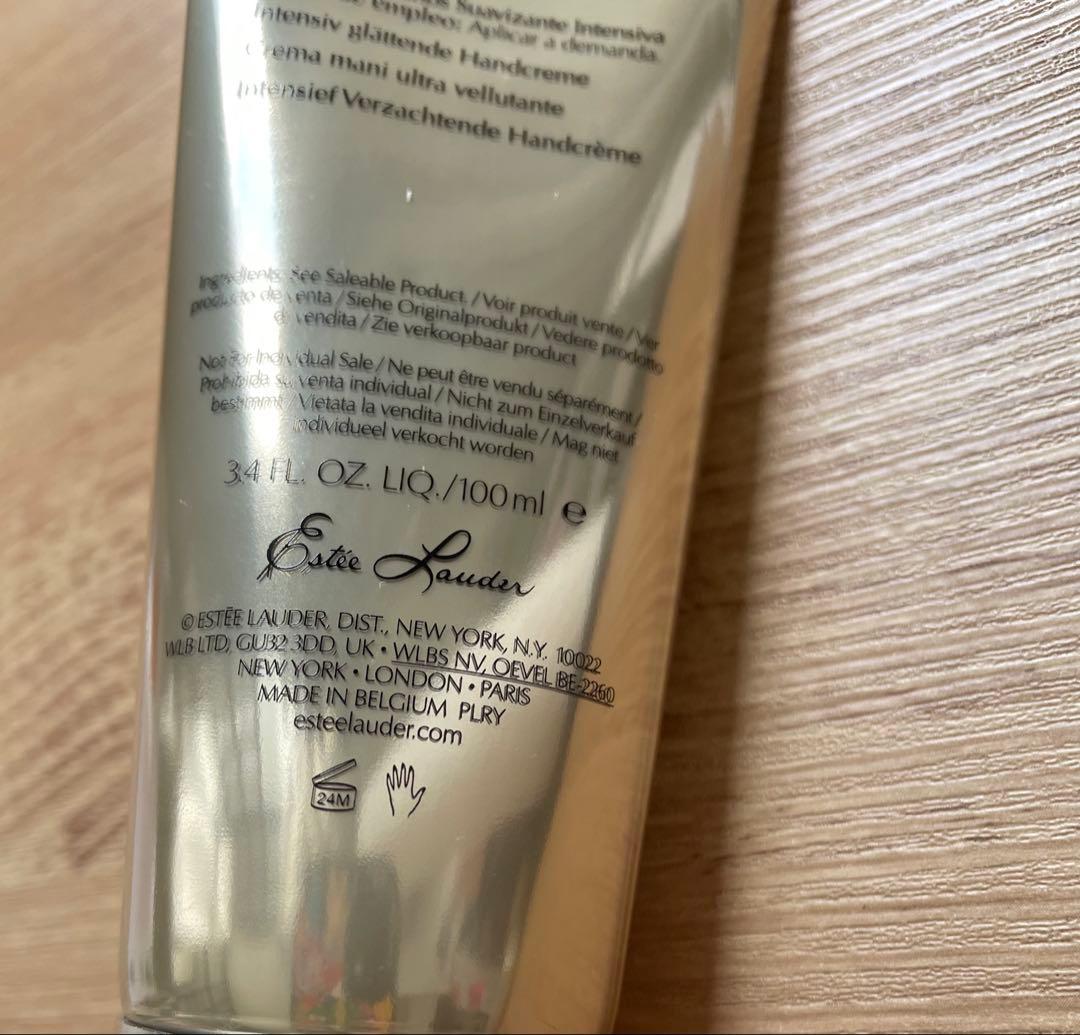 Suavizante Intensiva
empleo: Aplicar a demanda.
Intensiv glättende Handcreme
Crema mani ultra vellutante
Intensief Verzachtende Handcrème
Ingredients: See Saleable Product. / Voir produit vente / Ver
producto de venta / Siehe Originalprodukt / Vedere prodotto
di vendita / Zie verkoopbaar product
Not For Individual Sale / Ne peut être vendu séparément /
Prohibida su venta individual / Nicht zum Einzelverkauf
bestimmt / Vietata la vendita individuale / Mag niet
individueel verkocht worden
3.4 FL. OZ. LIQ./100 ml e
Estée Lauder
© ESTĒE LAUDER, DIST., NEW YORK, N.Y. 10022
WLB LTD, GU32 3DD, UK • WLBS NV, OEVEL BE-2260
NEW YORK • LONDON • PARIS
MADE IN BELGIUM PLRY
esteelauder.com
24M